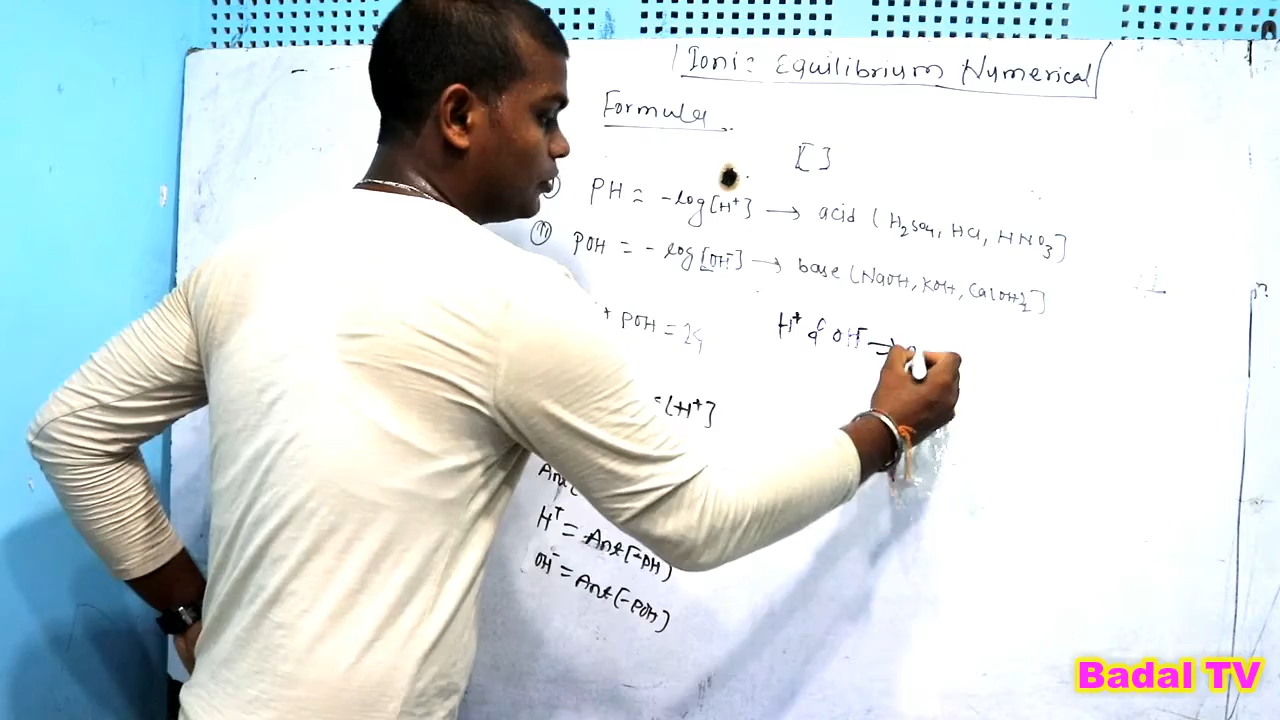 Ionic Equilibrium Numerical
Formula
[ ]
PH = -log[H⁺] → acid (H₂SO₄, HCl, HNO₃]
(ii) POH = -log[OH⁻] → base (NaOH, KOH, Ca(OH)₂]
+ POH = 14
H⁺ & OH⁻ →
= [H⁺]
H⁺ = Ant[-PH)
OH⁻ = Ant[-POH)
Badal TV